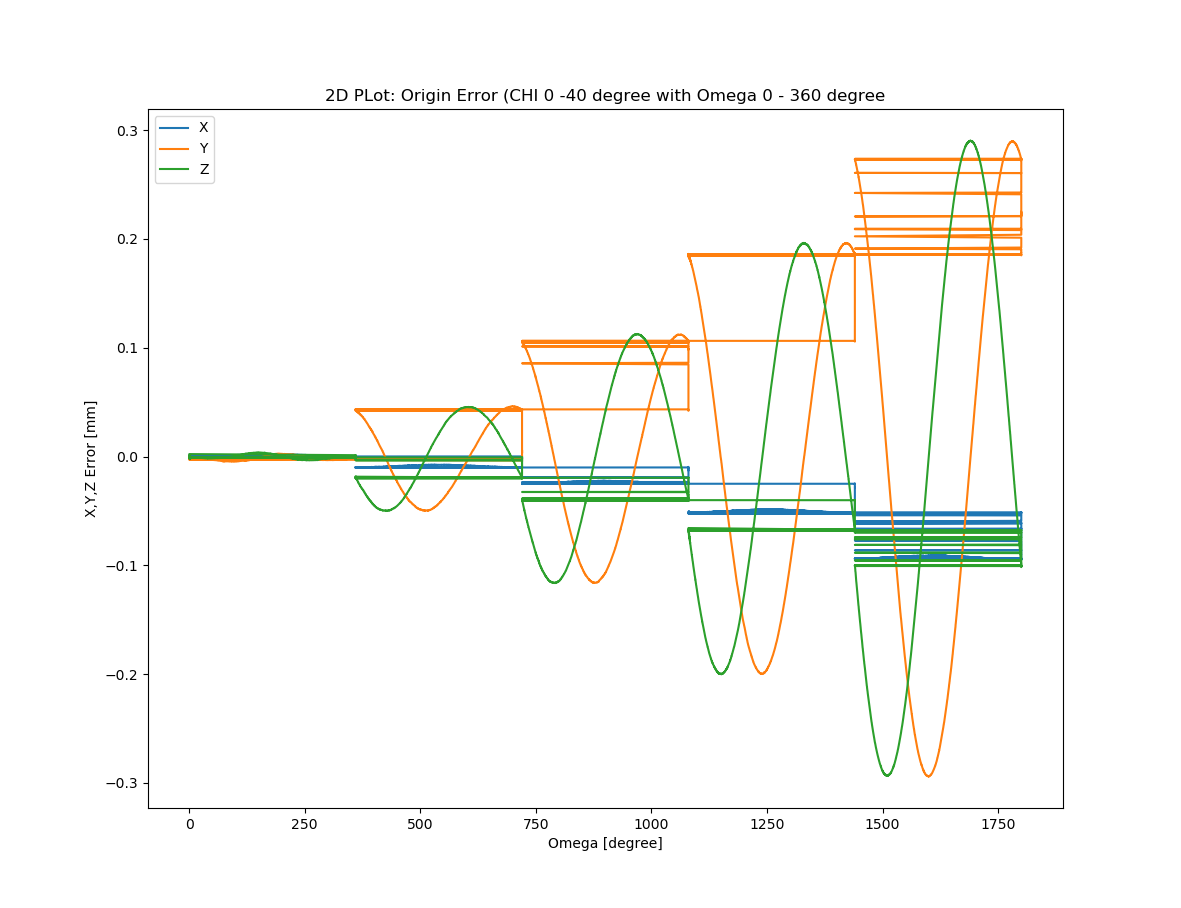 2D PLot: Origin Error (CHI 0 -40 degree with Omega 0 - 360 degree
X
Y
Z
0.3
0.2
0.1
0.0
−0.1
−0.2
−0.3
X,Y,Z Error [mm]
0 250 500 750 1000 1250 1500 1750
Omega [degree]